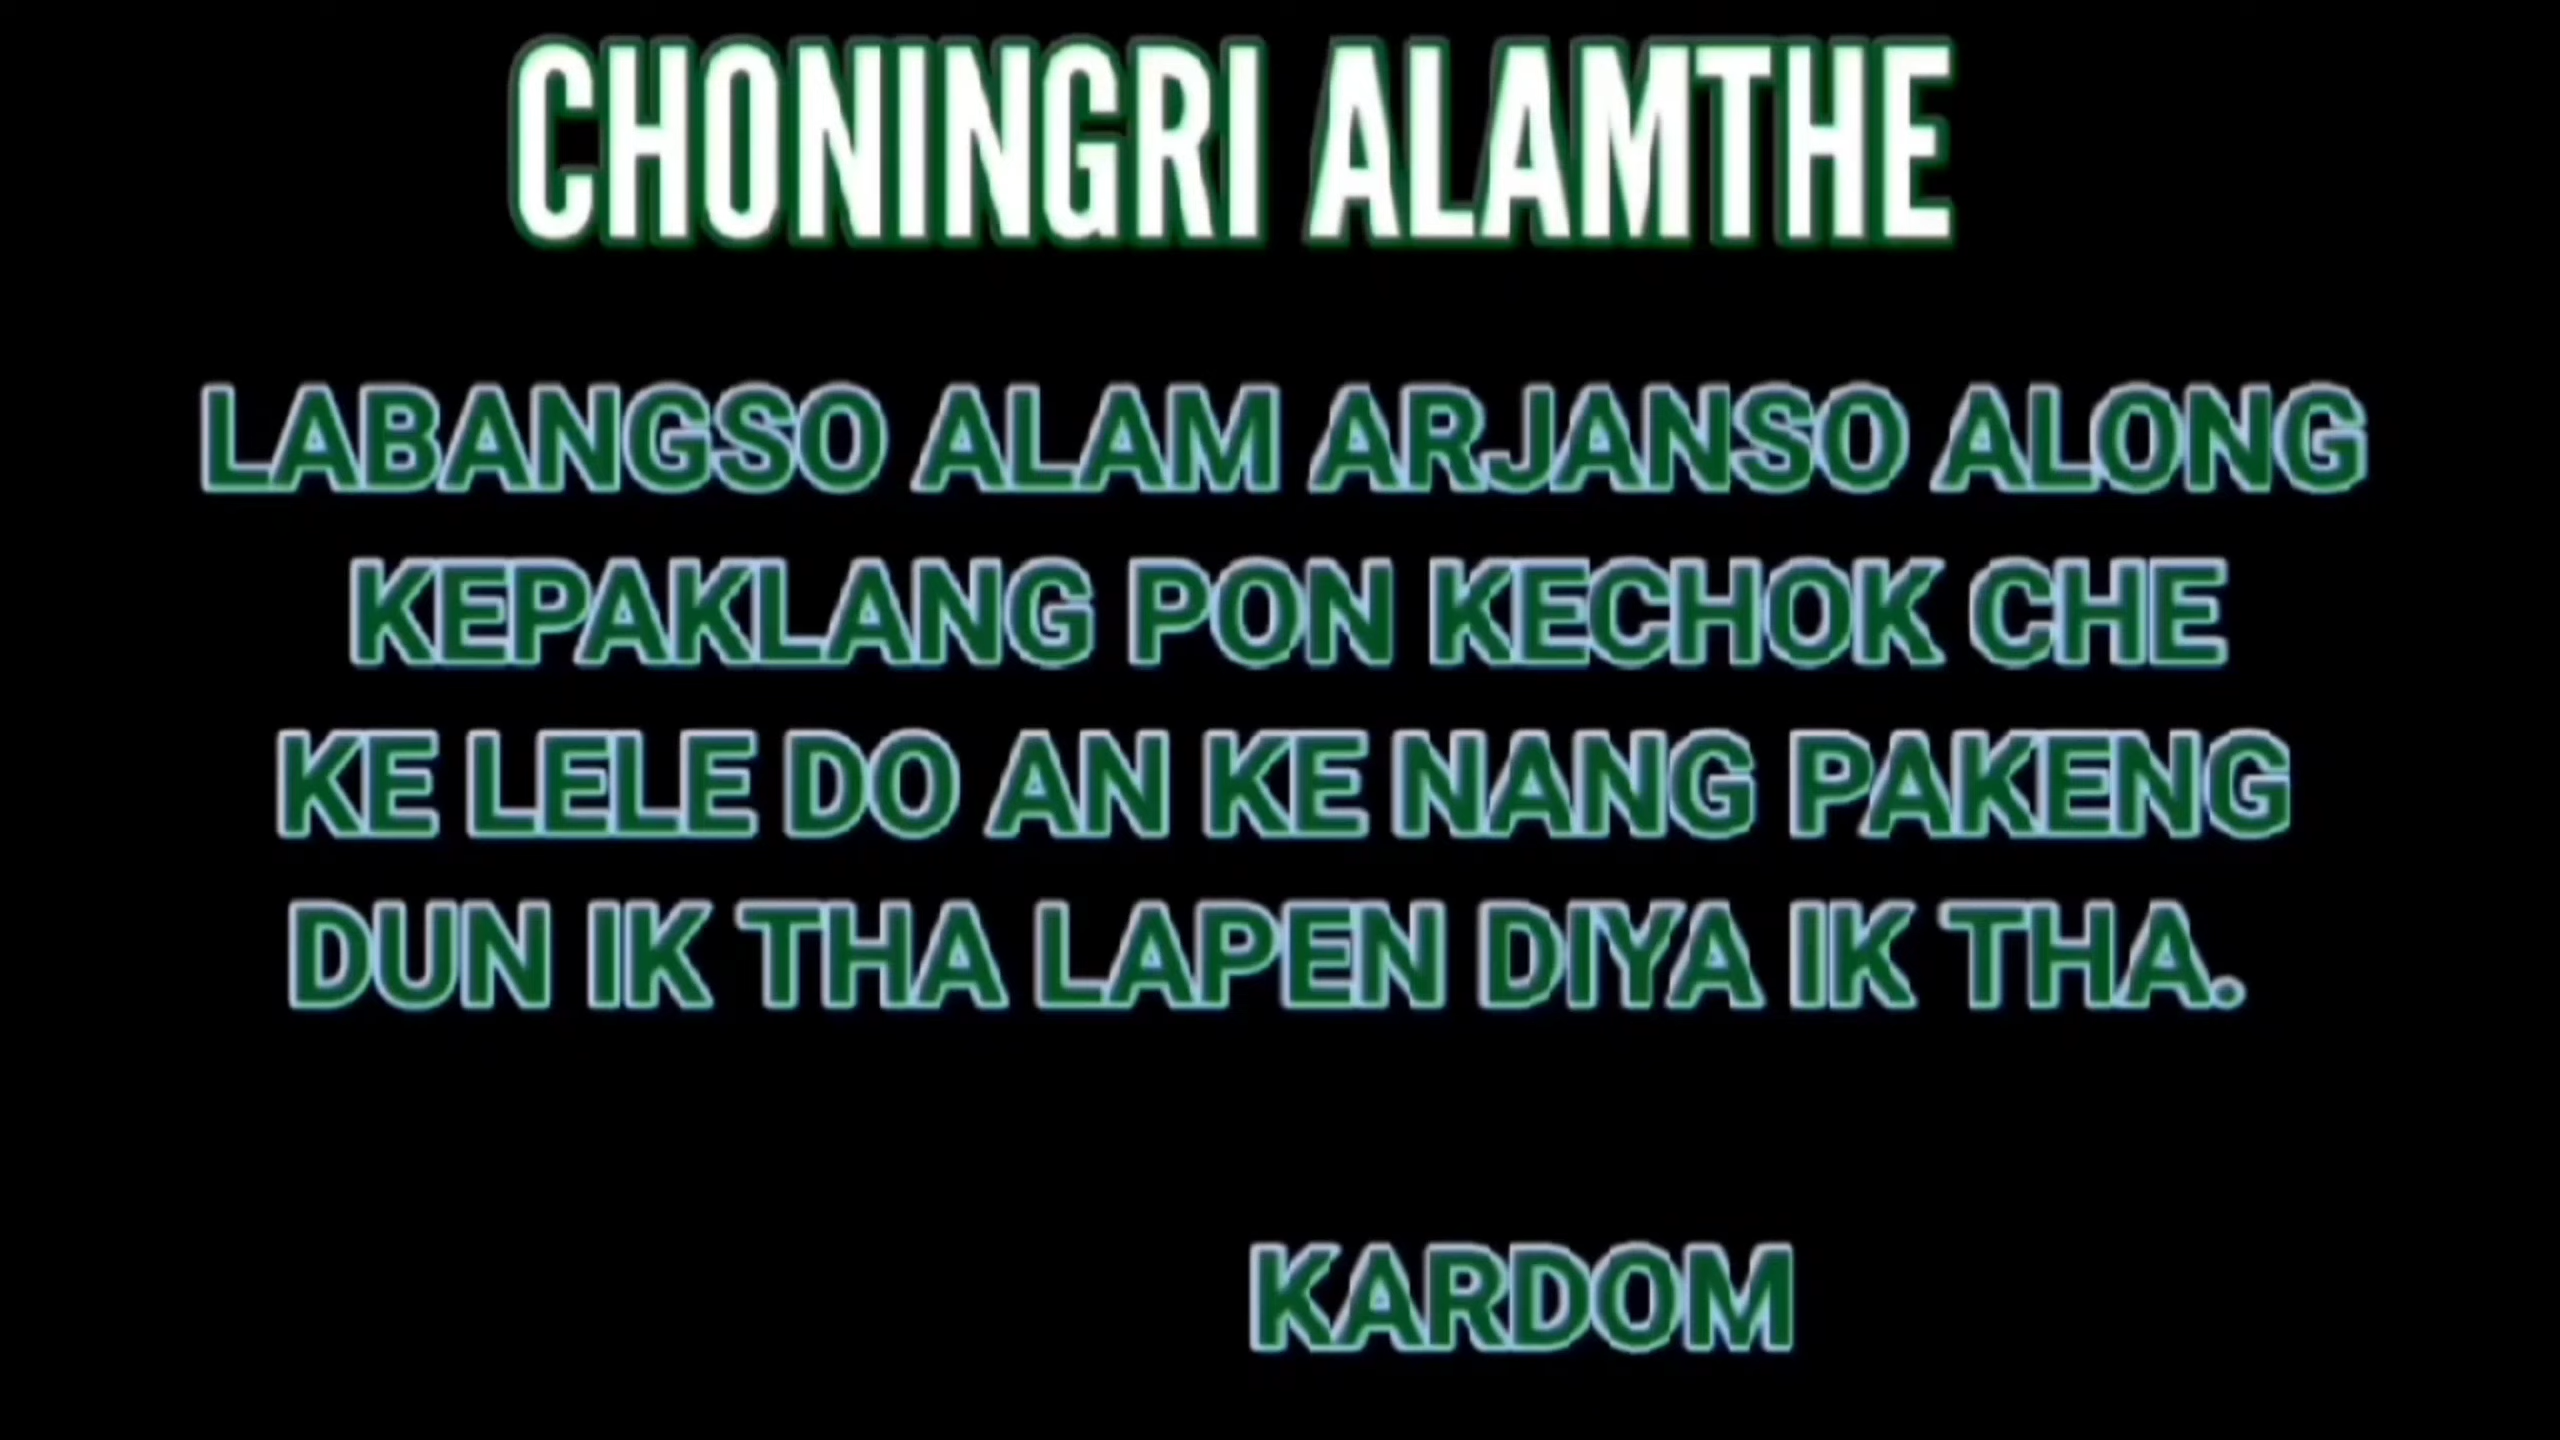 CHONINGRI ALAMTHE
LABANGSO ALAM ARJANSO ALONG
KEPAKLANG PON KECHOK CHE
KE LELE DO AN KE NANG PAKENG
DUN IK THA LAPEN DIYA IK THA.
KARDOM